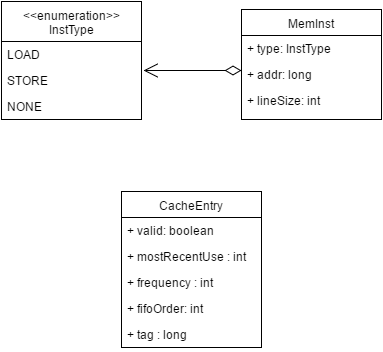 <<enumeration>>
InstType
LOAD
STORE
NONE
MemInst
+ type: InstType
+ addr: long
+ lineSize: int
CacheEntry
+ valid: boolean
+ mostRecentUse : int
+ frequency : int
+ fifoOrder: int
+ tag : long